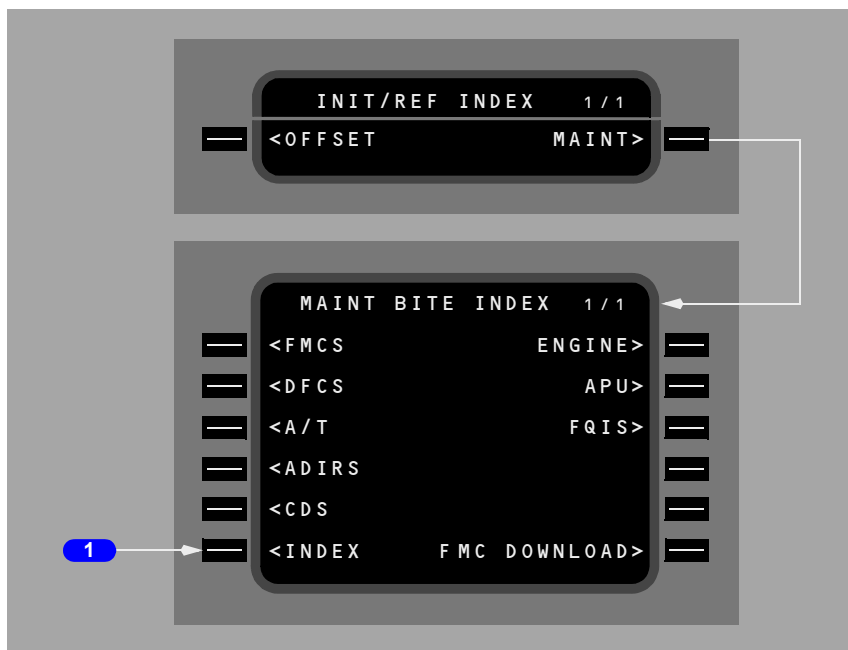 INIT/REF INDEX 1/1
<OFFSET MAINT>
MAINT BITE INDEX 1/1
<FMCS ENGINE>
<DFCS APU>
<A/T FQIS>
<ADIRS
<CDS
1 <INDEX FMC DOWNLOAD>